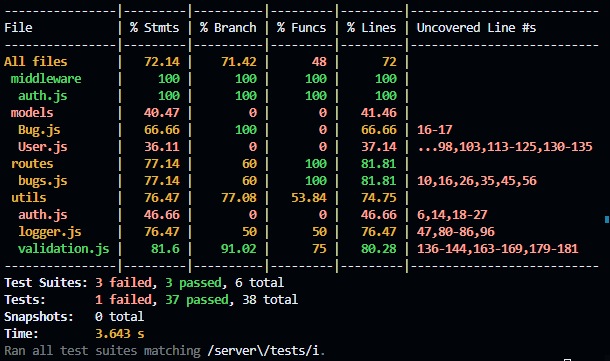 ----------------|---------|----------|---------|---------|-------------------------
File            | % Stmts | % Branch | % Funcs | % Lines | Uncovered Line #s
----------------|---------|----------|---------|---------|-------------------------
All files       |   72.14 |    71.42 |      48 |      72 |
 middleware     |     100 |      100 |     100 |     100 |
  auth.js       |     100 |      100 |     100 |     100 |
 models         |   40.47 |        0 |       0 |   41.46 |
  Bug.js        |   66.66 |      100 |       0 |   66.66 | 16-17
  User.js       |   36.11 |        0 |       0 |   37.14 | ...98,103,113-125,130-135
 routes         |   77.14 |       60 |     100 |   81.81 |
  bugs.js       |   77.14 |       60 |     100 |   81.81 | 10,16,26,35,45,56
 utils          |   76.47 |    77.08 |   53.84 |   74.75 |
  auth.js       |   46.66 |        0 |       0 |   46.66 | 6,14,18-27
  logger.js     |   76.47 |       50 |      50 |   76.47 | 47,80-86,96
  validation.js |    81.6 |    91.02 |      75 |   80.28 | 136-144,163-169,179-181
----------------|---------|----------|---------|---------|-------------------------
Test Suites: 3 failed, 3 passed, 6 total
Tests:       1 failed, 37 passed, 38 total
Snapshots:   0 total
Time:        3.643 s
Ran all test suites matching /server\/tests/i.